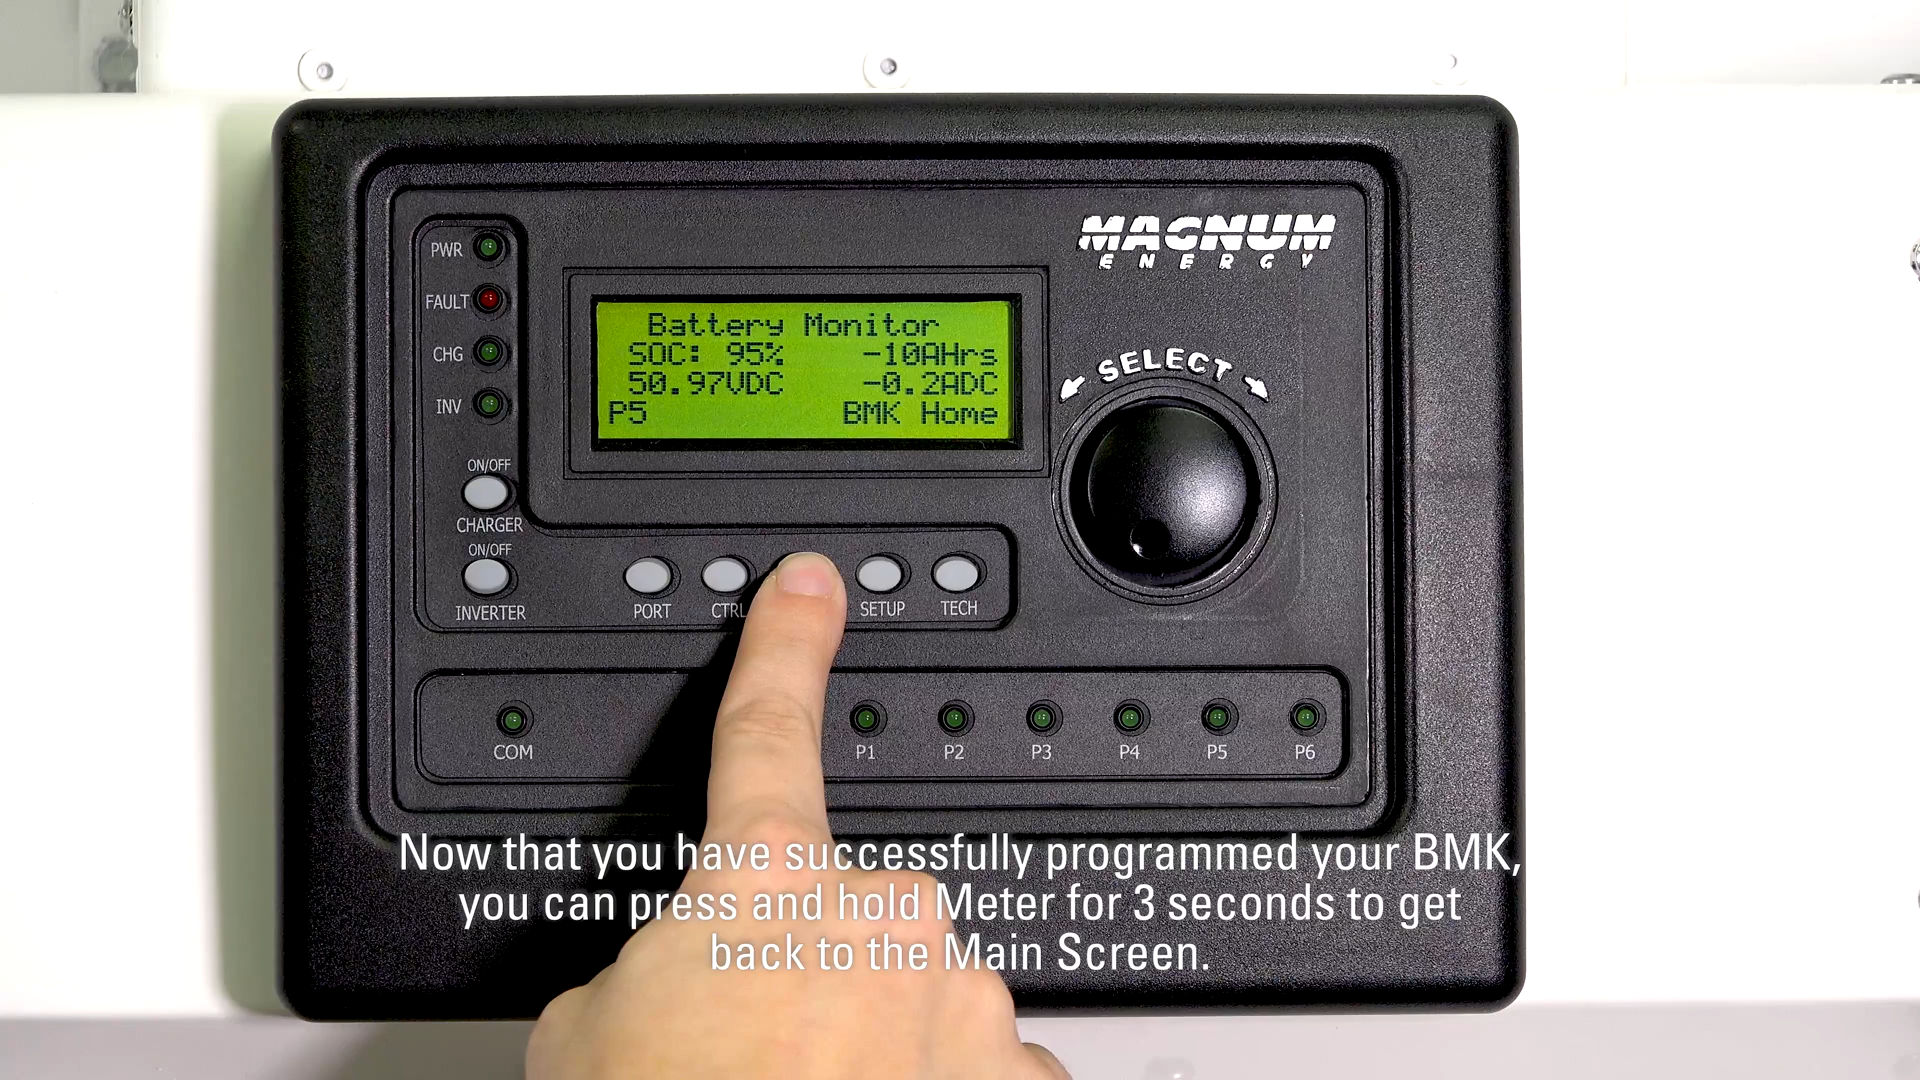 MAGNUM
ENERGY
PWR
FAULT
CHG
INV
Battery Monitor
SOC: 95% -10AHrs
50.97VDC -0.2ADC
P5 BMK Home
SELECT
ON/OFF
CHARGER
ON/OFF
INVERTER
PORT CTRL SETUP TECH
COM P1 P2 P3 P4 P5 P6
Now that you have successfully programmed your BMK,
you can press and hold Meter for 3 seconds to get
back to the Main Screen.